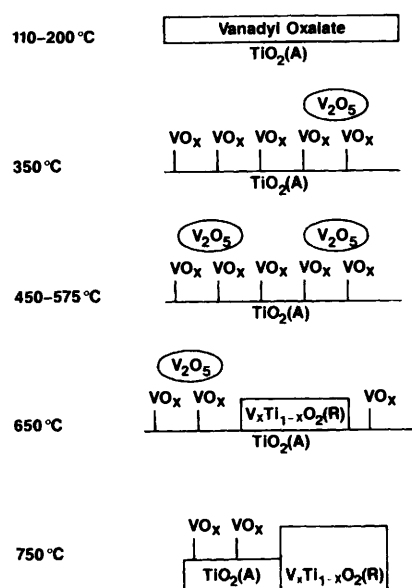 110–200 °C
Vanadyl Oxalate
TiO₂(A)
V₂O₅
VOₓ VOₓ VOₓ VOₓ VOₓ
350 °C
TiO₂(A)
V₂O₅ V₂O₅
VOₓ VOₓ VOₓ VOₓ VOₓ
450–575 °C
TiO₂(A)
V₂O₅
VOₓ VOₓ VₓTi₁₋ₓO₂(R) VOₓ
650 °C
TiO₂(A)
VOₓ VOₓ
750 °C
TiO₂(A) VₓTi₁₋ₓO₂(R)